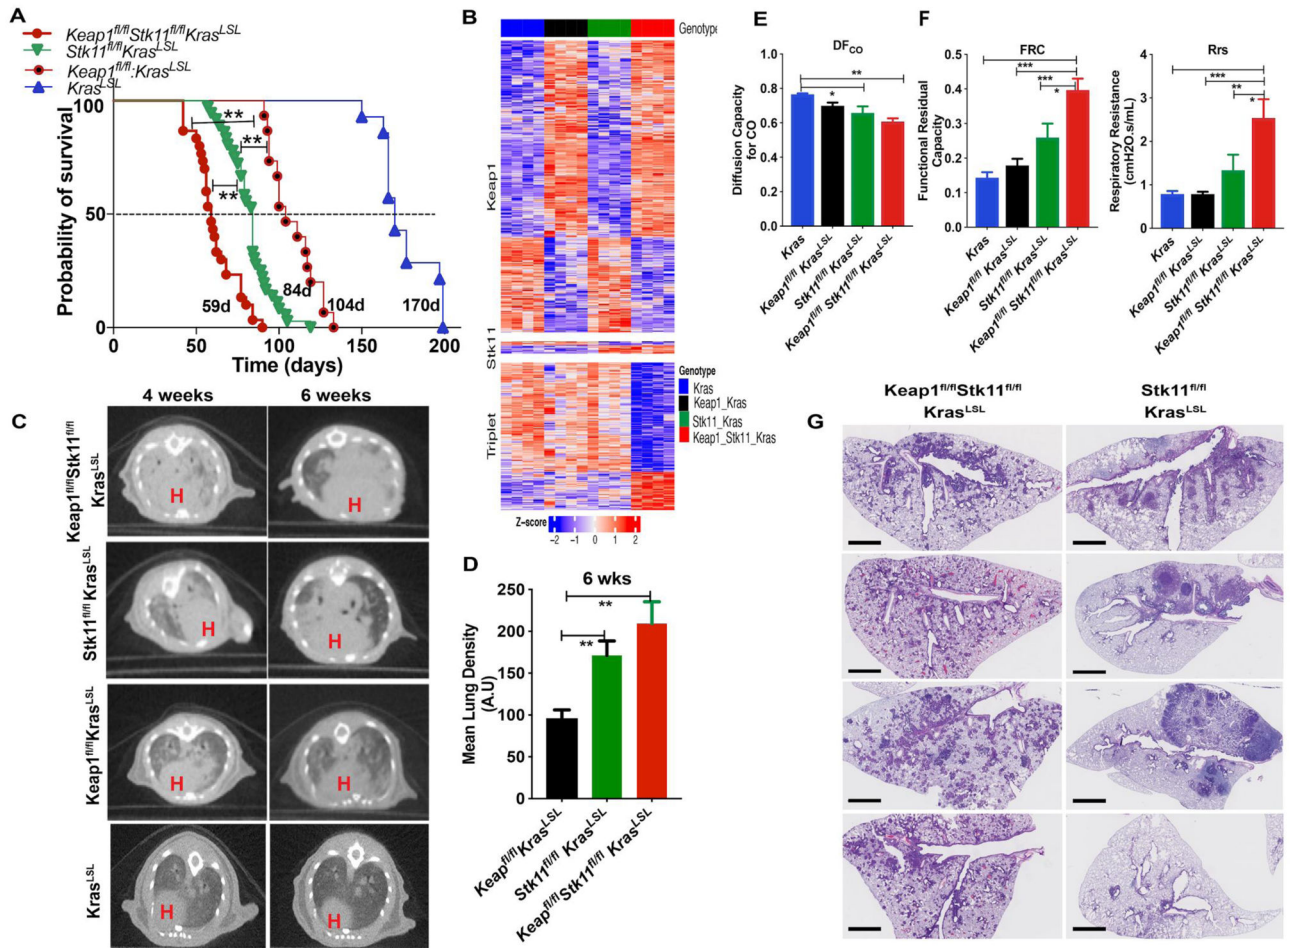 A
Keap1fl/flStk11fl/flKrasLSL
Stk11fl/flKrasLSL
Keap1fl/fl:KrasLSL
KrasLSL
Probability of survival
100
50
0
**
**
**
59d
84d
104d
170d
0
50
100
150
200
Time (days)
B
Genotype
Keap1
Stk11
Triplet
Genotype
Kras
Keap1_Kras
Stk11_Kras
Keap1_Stk11_Kras
Z-score
-2 -1 0 1 2
C
4 weeks
6 weeks
Keap1fl/flStk11fl/fl
KrasLSL
H
H
Stk11fl/fl KrasLSL
H
H
Keap1fl/flKrasLSL
H
H
KrasLSL
H
H
D
6 wks
Mean Lung Density
(A.U)
250
200
150
100
50
0
**
**
Keapfl/flKrasLSL
Stk11fl/fl KrasLSL
Keapfl/flStk11fl/fl KrasLSL
E
DFCO
Diffusion Capacity
for CO
1.0
0.8
0.6
0.4
0.2
0.0
**
*
Kras
Keap1fl/fl KrasLSL
Stk11fl/fl KrasLSL
Keap1fl/fl Stk11fl/fl KrasLSL
F
FRC
Functional Residual
Capacity
0.5
0.4
0.3
0.2
0.1
0.0
***
***
*
Kras
Keap1fl/fl KrasLSL
Stk11fl/fl KrasLSL
Keap1fl/fl Stk11fl/fl KrasLSL
Rrs
Respiratory Resistance
(cmH2O.s/mL)
4
3
2
1
0
***
**
*
Kras
Keap1fl/fl KrasLSL
Stk11fl/fl KrasLSL
Keap1fl/fl Stk11fl/fl KrasLSL
G
Keap1fl/flStk11fl/fl
KrasLSL
Stk11fl/fl
KrasLSL